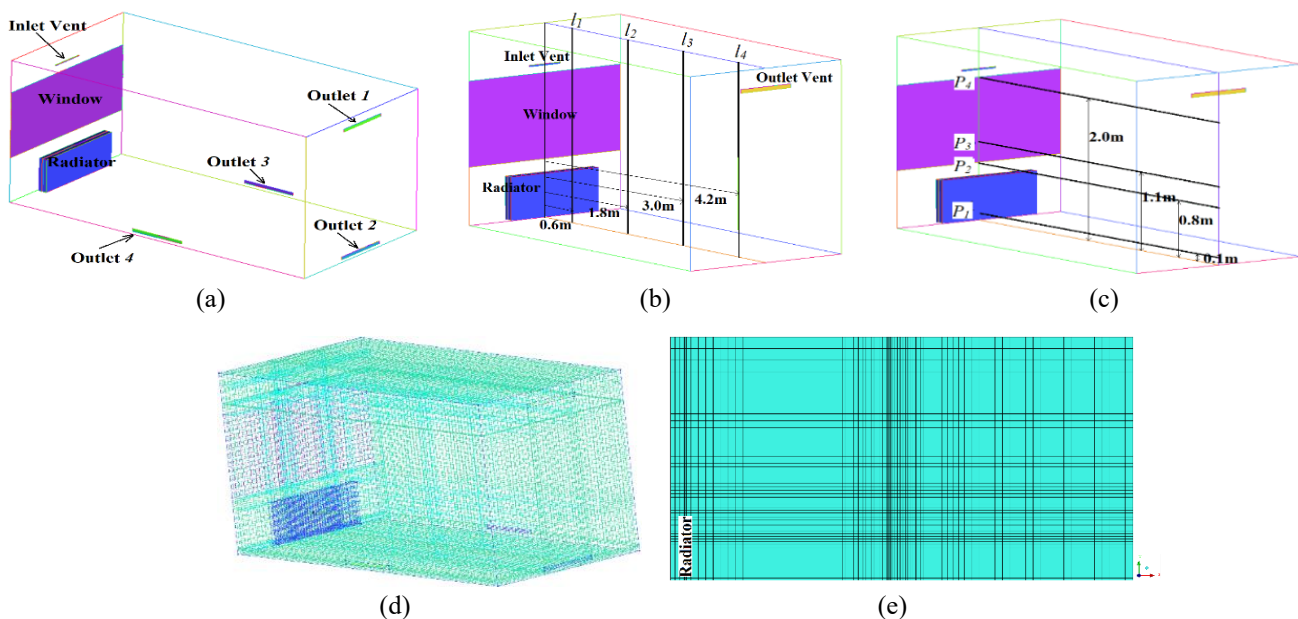 Inlet Vent
Window
Outlet 1
Radiator
Outlet 3
Outlet 2
Outlet 4
(a)
l1
l2
l3
l4
Inlet Vent
Outlet Vent
Window
Radiator
4.2m
3.0m
1.8m
0.6m
(b)
P4
2.0m
P3
P2
1.1m
P1
0.8m
0.1m
(c)
(d)
Radiator
(e)